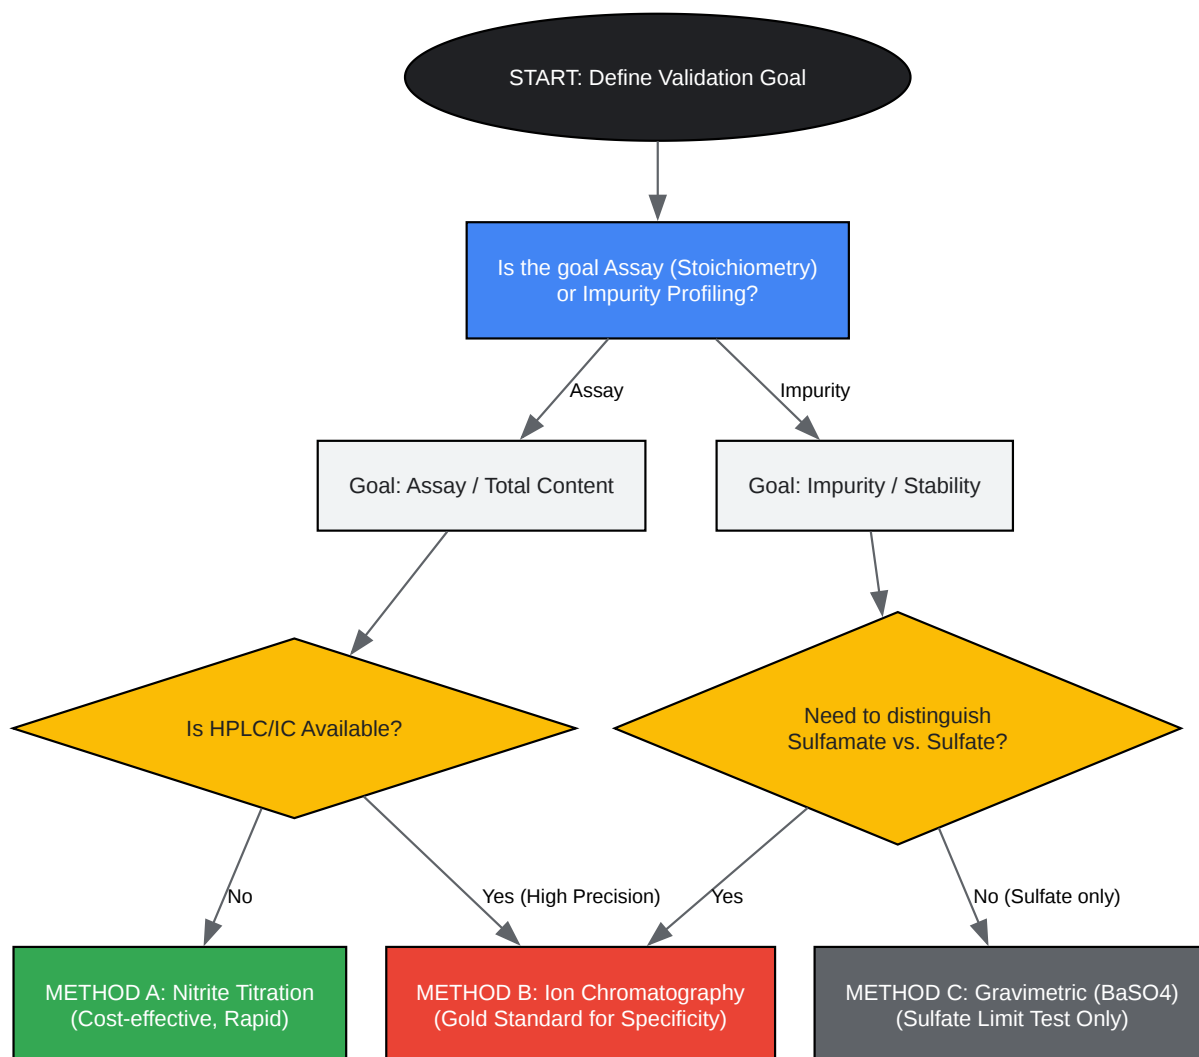 START: Define Validation Goal
Is the goal Assay (Stoichiometry)
or Impurity Profiling?
Assay
Impurity
Goal: Assay / Total Content
Goal: Impurity / Stability
Is HPLC/IC Available?
Need to distinguish
Sulfamate vs. Sulfate?
No
Yes (High Precision)
Yes
No (Sulfate only)
METHOD A: Nitrite Titration
(Cost-effective, Rapid)
METHOD B: Ion Chromatography
(Gold Standard for Specificity)
METHOD C: Gravimetric (BaSO4)
(Sulfate Limit Test Only)